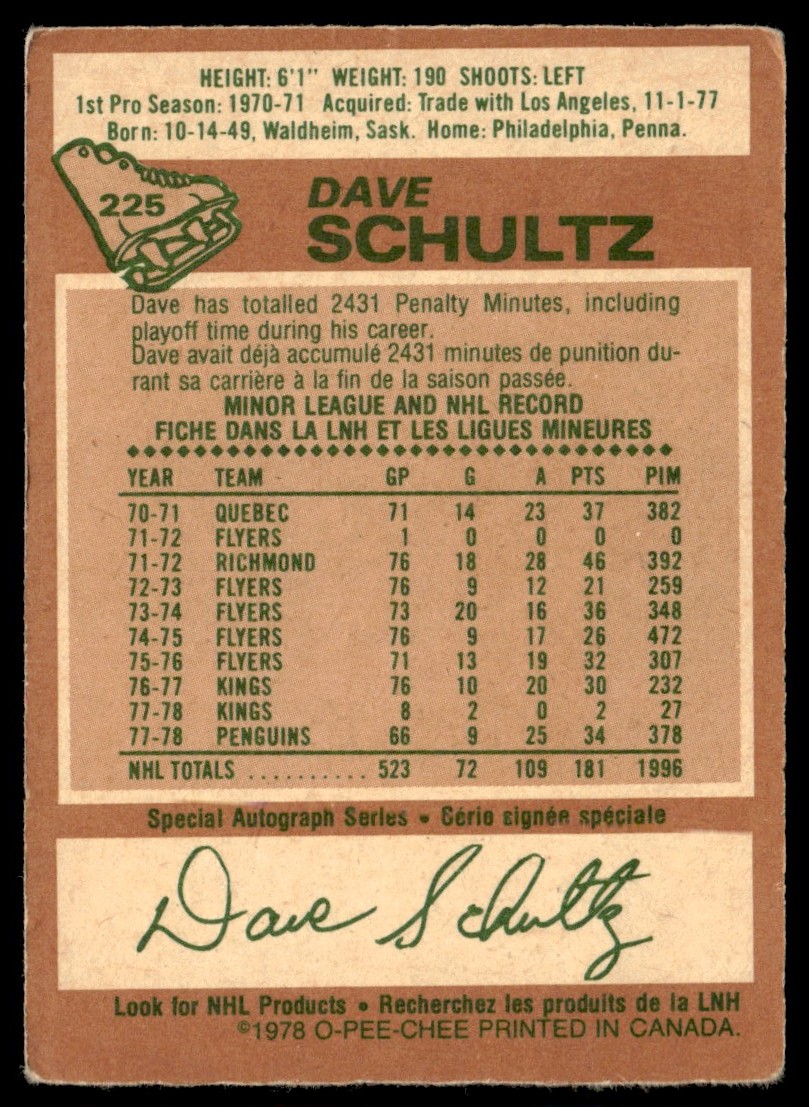 HEIGHT: 6'1" WEIGHT: 190 SHOOTS: LEFT
1st Pro Season: 1970-71 Acquired: Trade with Los Angeles, 11-1-77
Born: 10-14-49, Waldheim, Sask. Home: Philadelphia, Penna.
225
DAVE
SCHULTZ
Dave has totalled 2431 Penalty Minutes, including
playoff time during his career.
Dave avait déjà accumulé 2431 minutes de punition du-
rant sa carrière à la fin de la saison passée.
MINOR LEAGUE AND NHL RECORD
FICHE DANS LA LNH ET LES LIGUES MINEURES
YEAR TEAM GP G A PTS PIM
70-71 QUEBEC 71 14 23 37 382
71-72 FLYERS 1 0 0 0 0
71-72 RICHMOND 76 18 28 46 392
72-73 FLYERS 76 9 12 21 259
73-74 FLYERS 73 20 16 36 348
74-75 FLYERS 76 9 17 26 472
75-76 FLYERS 71 13 19 32 307
76-77 KINGS 76 10 20 30 232
77-78 KINGS 8 2 0 2 27
77-78 PENGUINS 66 9 25 34 378
NHL TOTALS .......... 523 72 109 181 1996
Special Autograph Series • Série signée spéciale
Dave Schultz
Look for NHL Products • Recherchez les produits de la LNH
©1978 O-PEE-CHEE PRINTED IN CANADA.